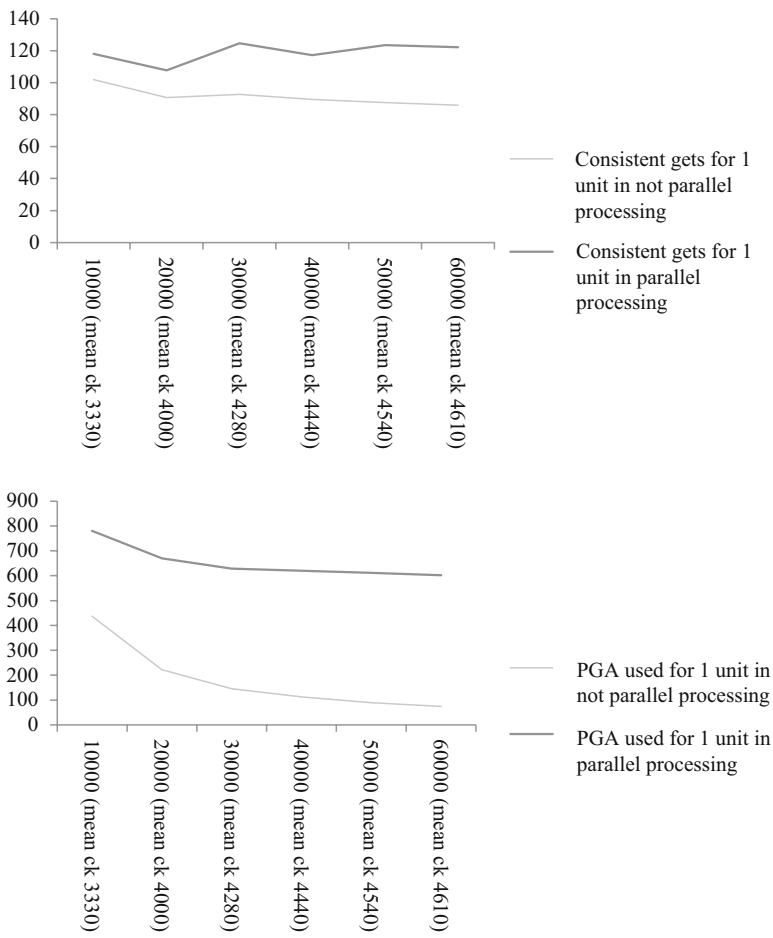 140
120
100
80
60
40
20
0
10000 (mean ck 3330)
20000 (mean ck 4000)
30000 (mean ck 4280)
40000 (mean ck 4440)
50000 (mean ck 4540)
60000 (mean ck 4610)
Consistent gets for 1
unit in not parallel
processing
Consistent gets for 1
unit in parallel
processing
900
800
700
600
500
400
300
200
100
0
10000 (mean ck 3330)
20000 (mean ck 4000)
30000 (mean ck 4280)
40000 (mean ck 4440)
50000 (mean ck 4540)
60000 (mean ck 4610)
PGA used for 1 unit in
not parallel processing
PGA used for 1 unit in
parallel processing